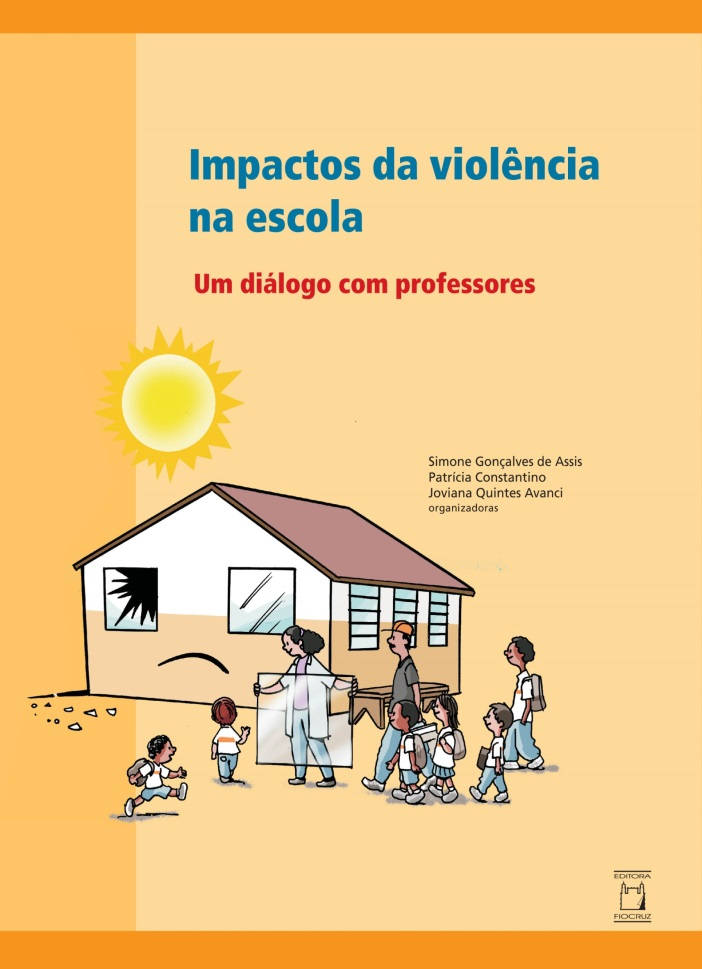 Impactos da violência
na escola
Um diálogo com professores
Simone Gonçalves de Assis
Patrícia Constantino
Joviana Quintes Avanci
organizadoras
EDITORA
FIOCRUZ